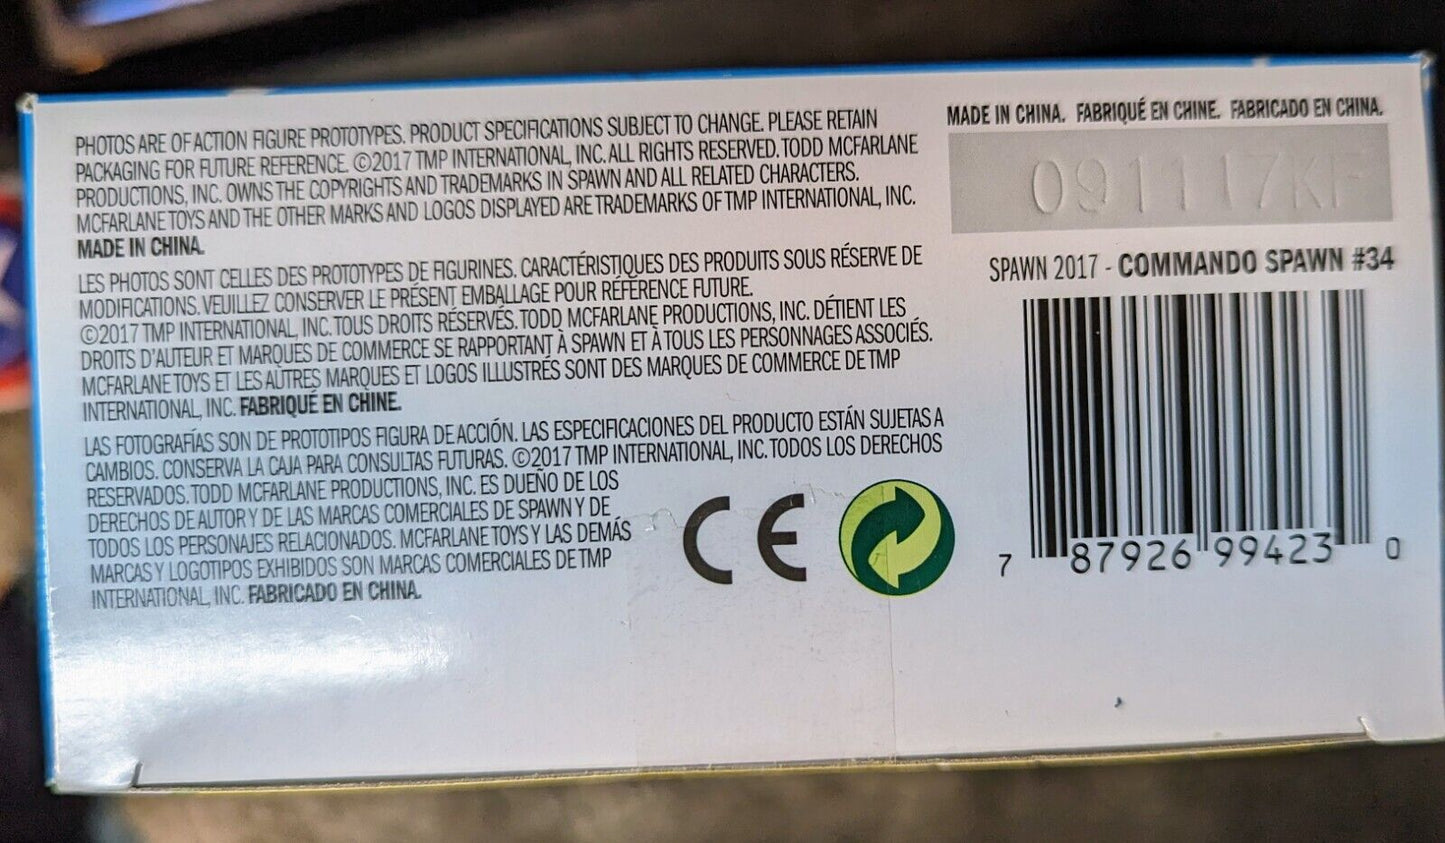 PHOTOS ARE OF ACTION FIGURE PROTOTYPES. PRODUCT SPECIFICATIONS SUBJECT TO CHANGE. PLEASE RETAIN
PACKAGING FOR FUTURE REFERENCE. ©2017 TMP INTERNATIONAL, INC. ALL RIGHTS RESERVED. TODD MCFARLANE
PRODUCTIONS, INC. OWNS THE COPYRIGHTS AND TRADEMARKS IN SPAWN AND ALL RELATED CHARACTERS.
MCFARLANE TOYS AND THE OTHER MARKS AND LOGOS DISPLAYED ARE TRADEMARKS OF TMP INTERNATIONAL, INC.
MADE IN CHINA.
LES PHOTOS SONT CELLES DES PROTOTYPES DE FIGURINES. CARACTÉRISTIQUES DES PRODUITS SOUS RÉSERVE DE
MODIFICATIONS. VEUILLEZ CONSERVER LE PRÉSENT EMBALLAGE POUR RÉFÉRENCE FUTURE.
©2017 TMP INTERNATIONAL, INC. TOUS DROITS RÉSERVÉS. TODD MCFARLANE PRODUCTIONS, INC. DÉTIENT LES
DROITS D'AUTEUR ET MARQUES DE COMMERCE SE RAPPORTANT À SPAWN ET À TOUS LES PERSONNAGES ASSOCIÉS.
MCFARLANE TOYS ET LES AUTRES MARQUES ET LOGOS ILLUSTRÉS SONT DES MARQUES DE COMMERCE DE TMP
INTERNATIONAL, INC. FABRIQUÉ EN CHINE.
LAS FOTOGRAFÍAS SON DE PROTOTIPOS FIGURA DE ACCIÓN. LAS ESPECIFICACIONES DEL PRODUCTO ESTÁN SUJETAS A
CAMBIOS. CONSERVA LA CAJA PARA CONSULTAS FUTURAS. ©2017 TMP INTERNATIONAL, INC. TODOS LOS DERECHOS
RESERVADOS. TODD MCFARLANE PRODUCTIONS, INC. ES DUEÑO DE LOS
DERECHOS DE AUTOR Y DE LAS MARCAS COMERCIALES DE SPAWN Y DE
TODOS LOS PERSONAJES RELACIONADOS. MCFARLANE TOYS Y LAS DEMÁS
MARCAS Y LOGOTIPOS EXHIBIDOS SON MARCAS COMERCIALES DE TMP
INTERNATIONAL, INC. FABRICADO EN CHINA.
CE
MADE IN CHINA. FABRIQUÉ EN CHINE. FABRICADO EN CHINA.
091117KF
SPAWN 2017 - COMMANDO SPAWN #34
7 87926 99423 0